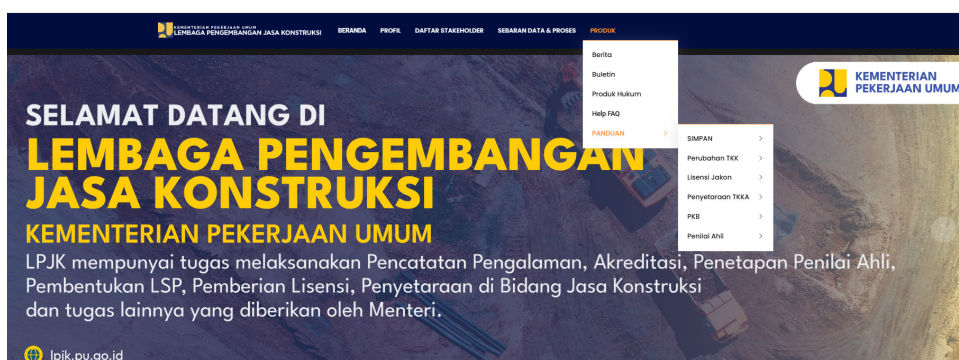 KEMENTERIAN PEKERJAAN UMUM
LEMBAGA PENGEMBANGAN JASA KONSTRUKSI
BERANDA PROFIL DAFTAR STAKEHOLDER SEBARAN DATA & PROSES PRODUK
Berita
Buletin
Produk Hukum
Help FAQ
PANDUAN >
SIMPAN >
Perubahan TKK >
Lisensi Jakon >
Penyetaraan TKKA >
PKB >
Penilai Ahli >
KEMENTERIAN
PEKERJAAN UMUM
SELAMAT DATANG DI
LEMBAGA PENGEMBANGAN
JASA KONSTRUKSI
KEMENTERIAN PEKERJAAN UMUM
LPJK mempunyai tugas melaksanakan Pencatatan Pengalaman, Akreditasi, Penetapan Penilai Ahli,
Pembentukan LSP, Pemberian Lisensi, Penyetaraan di Bidang Jasa Konstruksi
dan tugas lainnya yang diberikan oleh Menteri.
lpjk.pu.go.id